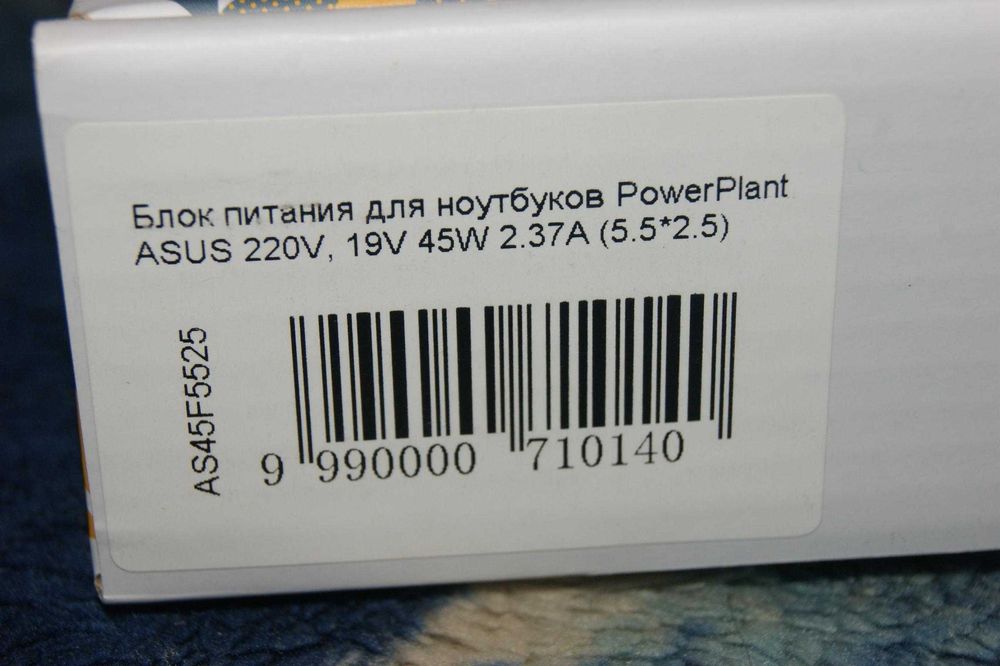 Блок питания для ноутбуков PowerPlant
ASUS 220V, 19V 45W 2.37A (5.5*2.5)
AS45F5525
9 990000 710140